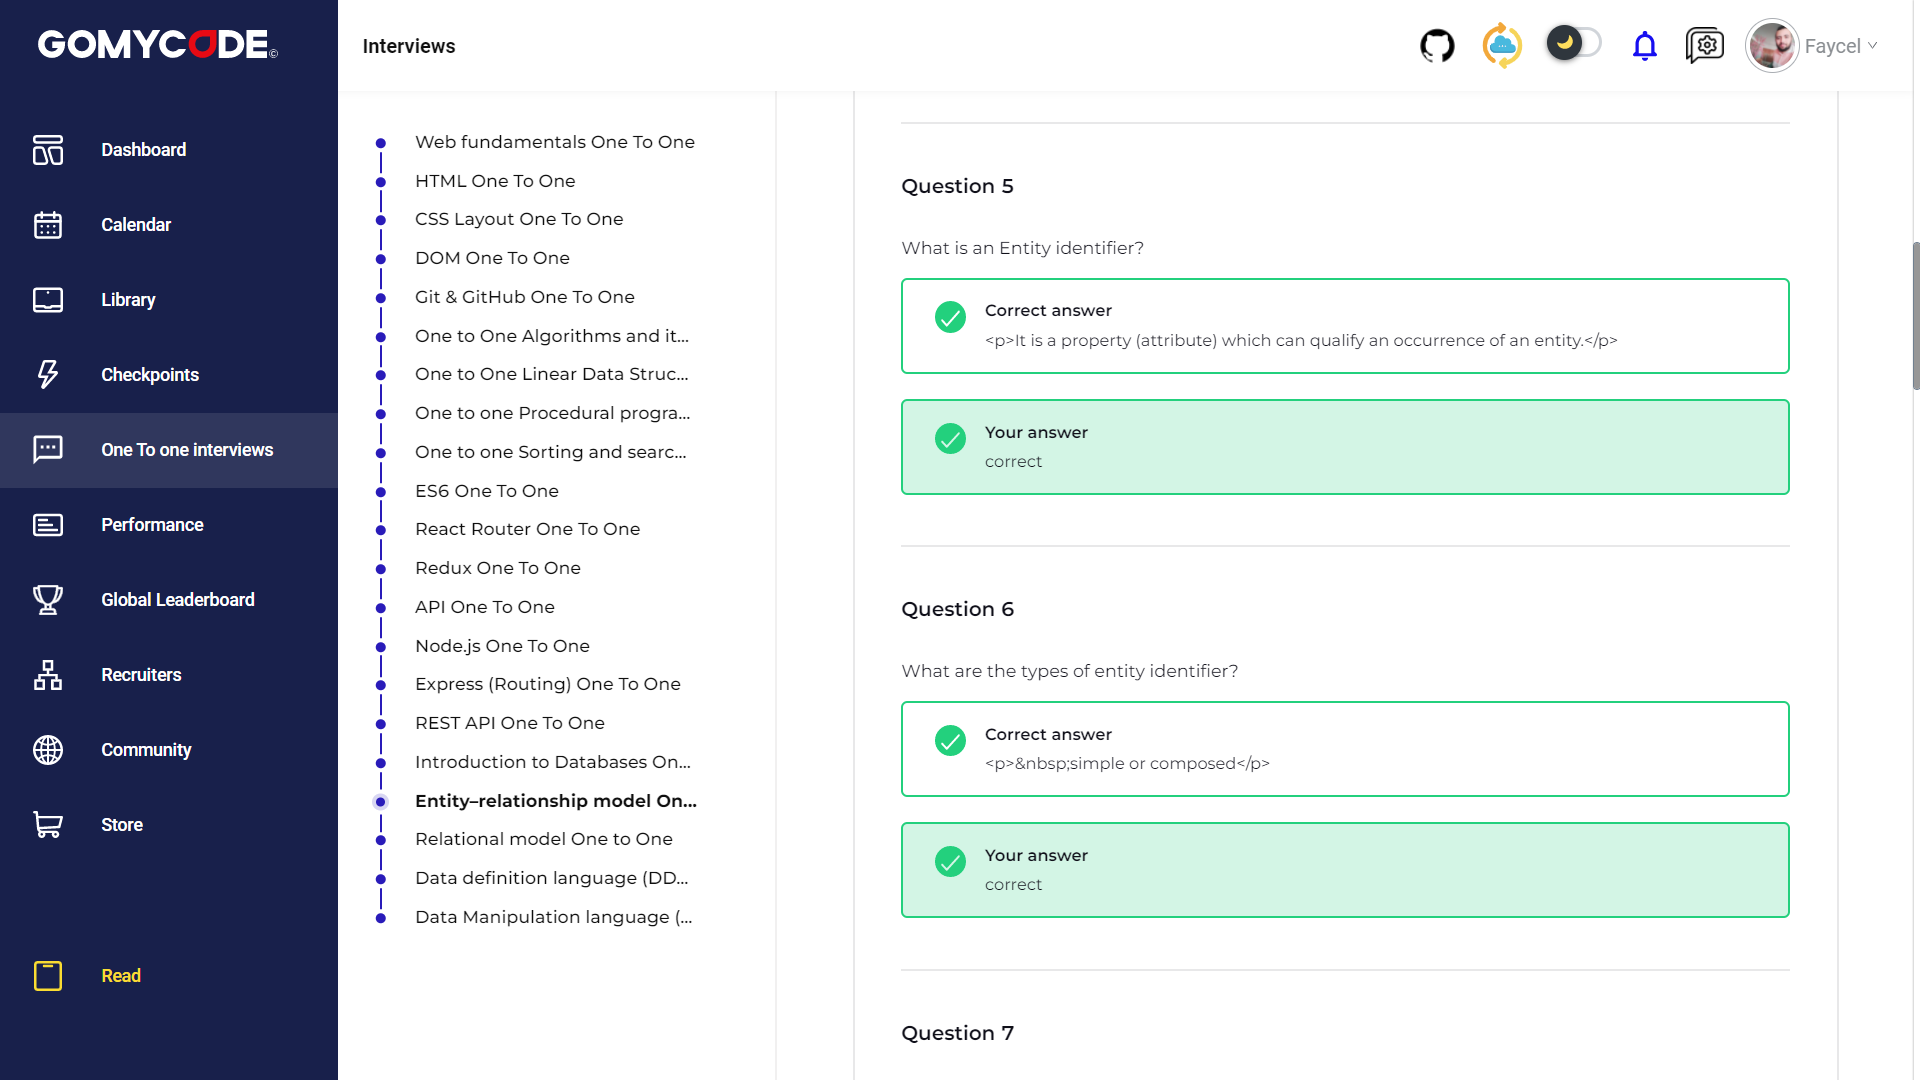 GOMYCODE©
Interviews
Faycel
Dashboard
Calendar
Library
Checkpoints
One To one interviews
Performance
Global Leaderboard
Recruiters
Community
Store
Read
Web fundamentals One To One
HTML One To One
CSS Layout One To One
DOM One To One
Git & GitHub One To One
One to One Algorithms and it...
One to One Linear Data Struc...
One to one Procedural progra...
One to one Sorting and searc...
ES6 One To One
React Router One To One
Redux One To One
API One To One
Node.js One To One
Express (Routing) One To One
REST API One To One
Introduction to Databases On...
Entity–relationship model On...
Relational model One to One
Data definition language (DD...
Data Manipulation language (...
Question 5
What is an Entity identifier?
Correct answer
<p>It is a property (attribute) which can qualify an occurrence of an entity.</p>
Your answer
correct
Question 6
What are the types of entity identifier?
Correct answer
<p>&nbsp;simple or composed</p>
Your answer
correct
Question 7